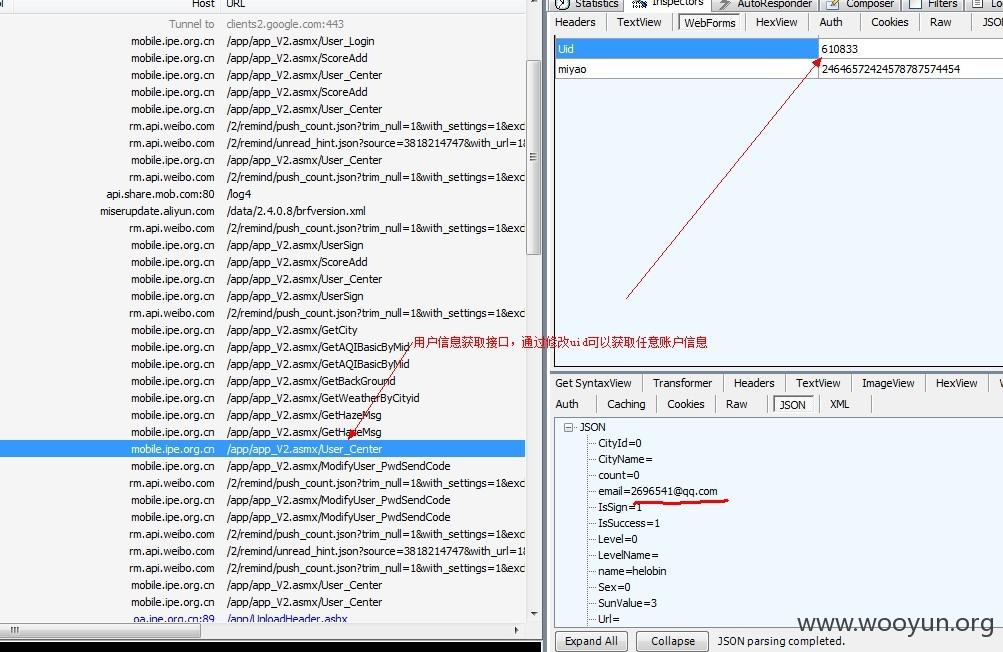 Host URL
Tunnel to clients2.google.com:443
mobile.ipe.org.cn /app/app_V2.asmx/User_Login
mobile.ipe.org.cn /app/app_V2.asmx/ScoreAdd
mobile.ipe.org.cn /app/app_V2.asmx/User_Center
mobile.ipe.org.cn /app/app_V2.asmx/ScoreAdd
mobile.ipe.org.cn /app/app_V2.asmx/User_Center
rm.api.weibo.com /2/remind/push_count.json?trim_null=1&with_settings=1&exc
rm.api.weibo.com /2/remind/unread_hint.json?source=3818214747&with_url=1
mobile.ipe.org.cn /app/app_V2.asmx/User_Center
rm.api.weibo.com /2/remind/push_count.json?trim_null=1&with_settings=1&exc
api.share.mob.com:80 /log4
miserupdate.aliyun.com /data/2.4.0.8/brfversion.xml
rm.api.weibo.com /2/remind/push_count.json?trim_null=1&with_settings=1&exc
mobile.ipe.org.cn /app/app_V2.asmx/UserSign
mobile.ipe.org.cn /app/app_V2.asmx/ScoreAdd
mobile.ipe.org.cn /app/app_V2.asmx/User_Center
mobile.ipe.org.cn /app/app_V2.asmx/UserSign
rm.api.weibo.com /2/remind/push_count.json?trim_null=1&with_settings=1&exc
mobile.ipe.org.cn /app/app_V2.asmx/GetCity
mobile.ipe.org.cn /app/app_V2.asmx/GetAQIBasicByMid
mobile.ipe.org.cn /app/app_V2.asmx/GetAQIBasicByMid
mobile.ipe.org.cn /app/app_V2.asmx/GetBackGround
mobile.ipe.org.cn /app/app_V2.asmx/GetWeatherByCityid
mobile.ipe.org.cn /app/app_V2.asmx/GetHazeMsg
mobile.ipe.org.cn /app/app_V2.asmx/GetHazeMsg
mobile.ipe.org.cn /app/app_V2.asmx/User_Center
mobile.ipe.org.cn /app/app_V2.asmx/ModifyUser_PwdSendCode
rm.api.weibo.com /2/remind/push_count.json?trim_null=1&with_settings=1&exc
mobile.ipe.org.cn /app/app_V2.asmx/ModifyUser_PwdSendCode
mobile.ipe.org.cn /app/app_V2.asmx/ModifyUser_PwdSendCode
rm.api.weibo.com /2/remind/push_count.json?trim_null=1&with_settings=1&exc
rm.api.weibo.com /2/remind/unread_hint.json?source=3818214747&with_url=1
rm.api.weibo.com /2/remind/push_count.json?trim_null=1&with_settings=1&exc
mobile.ipe.org.cn /app/app_V2.asmx/User_Center
mobile.ipe.org.cn /app/app_V2.asmx/User_Center
oa.ipe.org.cn:89 /app/UploadHeader.ashx
用户信息获取接口，通过修改uid可以获取任意账户信息
Statistics Inspectors AutoResponder Composer Filters
Headers TextView WebForms HexView Auth Cookies Raw JSO
Uid 610833
miyao 24646572424578787574454
Get SyntaxView Transformer Headers TextView ImageView HexView
Auth Caching Cookies Raw JSON XML
JSON
CityId=0
CityName=
count=0
email=2696541@qq.com
IsSign=1
IsSuccess=1
Level=0
LevelName=
name=helobin
Sex=0
SunValue=3
Url=
www.wooyun.org
Expand All Collapse JSON parsing completed.